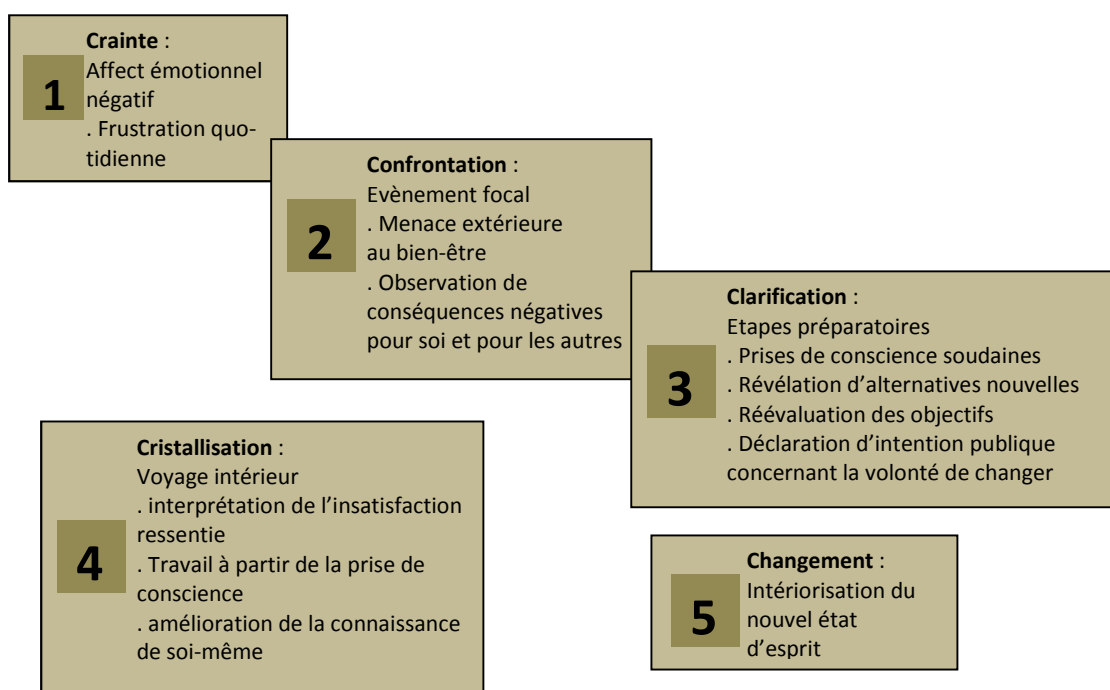 1
Crainte :
Affect émotionnel
négatif
. Frustration quo-
tidienne
2
Confrontation :
Evènement focal
. Menace extérieure
au bien-être
. Observation de
conséquences négatives
pour soi et pour les autres
3
Clarification :
Etapes préparatoires
. Prises de conscience soudaines
. Révélation d’alternatives nouvelles
. Réévaluation des objectifs
. Déclaration d’intention publique
concernant la volonté de changer
4
Cristallisation :
Voyage intérieur
. interprétation de l’insatisfaction
ressentie
. Travail à partir de la prise de
conscience
. amélioration de la connaissance
de soi-même
5
Changement :
Intériorisation du
nouvel état
d’esprit